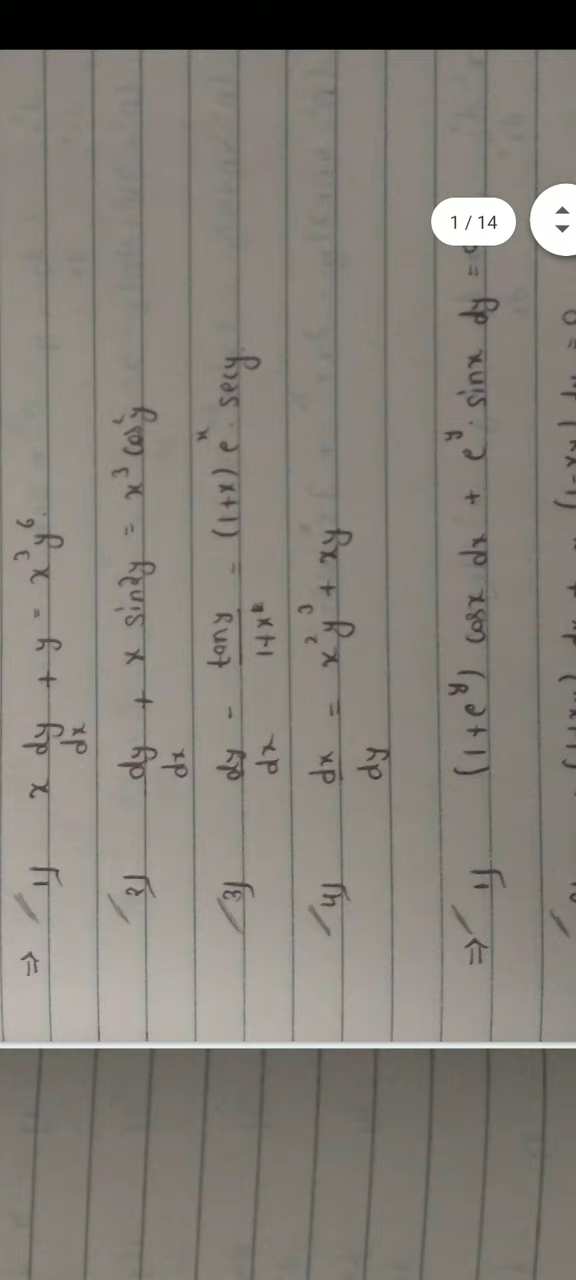 ⇒ 1) x dy/dx + y = x³y⁶.
2) dy/dx + x sin2y = x³ cos²y
3) dy/dx - tany/1+x = (1+x) eˣ. secy.
4) dx/dy = x²y³ + xy
⇒ 1) (1+eʸ) cosx dx + eʸ. sinx dy =
1 / 14